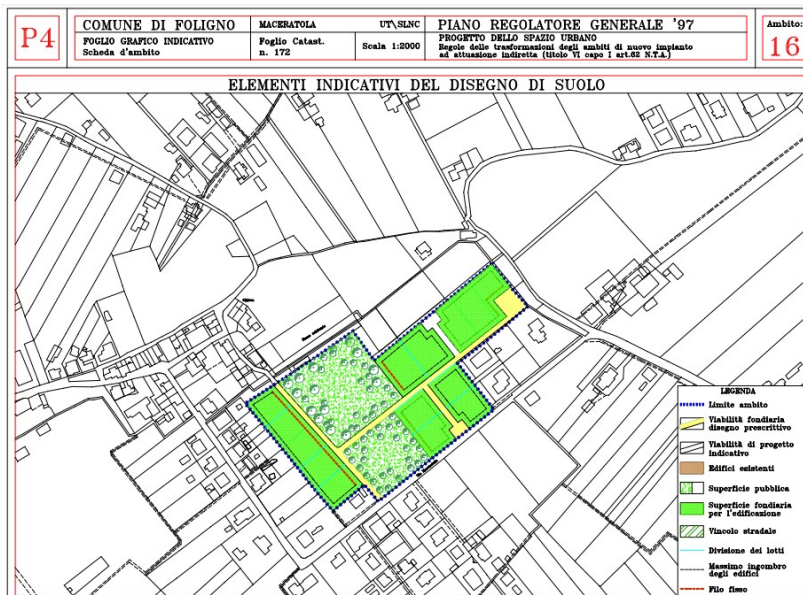 P4
COMUNE DI FOLIGNO
FOGLIO GRAFICO INDICATIVO
Scheda d'ambito
MACERATOLA
UT\SLNC
Foglio Catast.
n. 172
Scala 1:2000
PIANO REGOLATORE GENERALE '97
PROGETTO DELLO SPAZIO URBANO
Regole delle trasformazioni degli ambiti di nuovo impianto
ad attuazione indiretta (titolo VI capo I art.62 N.T.A.)
Ambito:
16
ELEMENTI INDICATIVI DEL DISEGNO DI SUOLO
LEGENDA
Limite ambito
Viabilità fondiaria
disegno prescrittivo
Viabilità di progetto
indicativo
Edifici esistenti
Superficie pubblica
Superficie fondiaria
per l'edificazione
Vincolo stradale
Divisione dei lotti
Massimo ingombro
degli edifici
Filo fisso